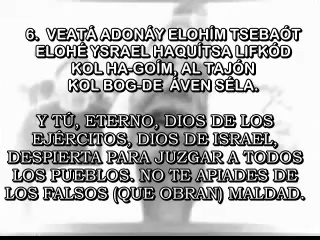 6. VEATÁ ADONÁY ELOHÍM TSEBAÓT
ELOHÉ YSRAEL HAQUÍTSA LIFKÓD
KOL HA-GOÍM, AL TAJÓN
KOL BOG-DE ÁVEN SÉLA.
Y TÚ, ETERNO, DIOS DE LOS
EJÉRCITOS, DIOS DE ISRAEL,
DESPIERTA PARA JUZGAR A TODOS
LOS PUEBLOS. NO TE APIADES DE
LOS FALSOS (QUE OBRAN) MALDAD.